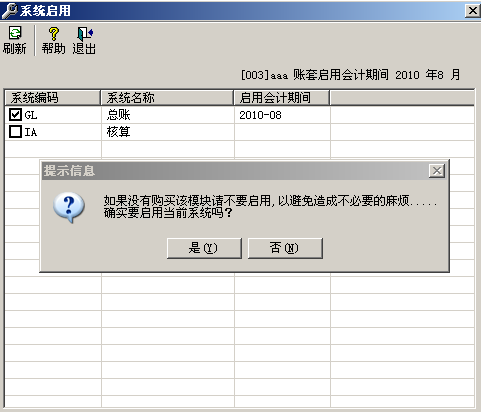 系统启用
刷新 帮助 退出
[003]aaa 账套启用会计期间 2010 年8 月
系统编码 系统名称 启用会计期间
GL 总账 2010-08
IA 核算
提示信息
如果没有购买该模块请不要启用,以避免造成不必要的麻烦.....
确实要启用当前系统吗?
是(Y) 否(N)